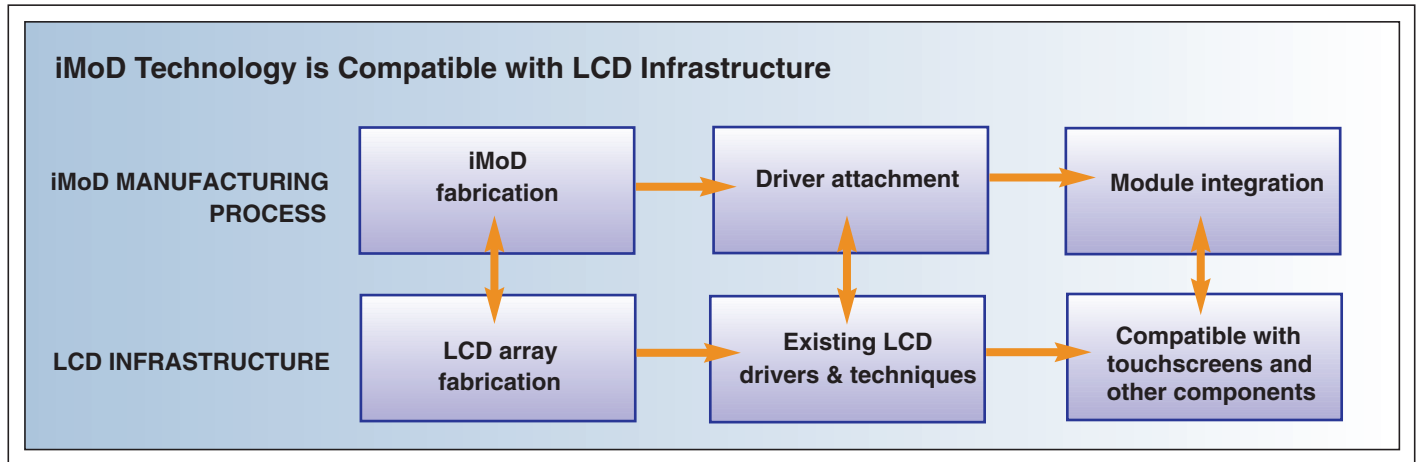 iMoD Technology is Compatible with LCD Infrastructure
iMoD MANUFACTURING
PROCESS
iMoD
fabrication
Driver attachment
Module integration
LCD INFRASTRUCTURE
LCD array
fabrication
Existing LCD
drivers & techniques
Compatible with
touchscreens and
other components